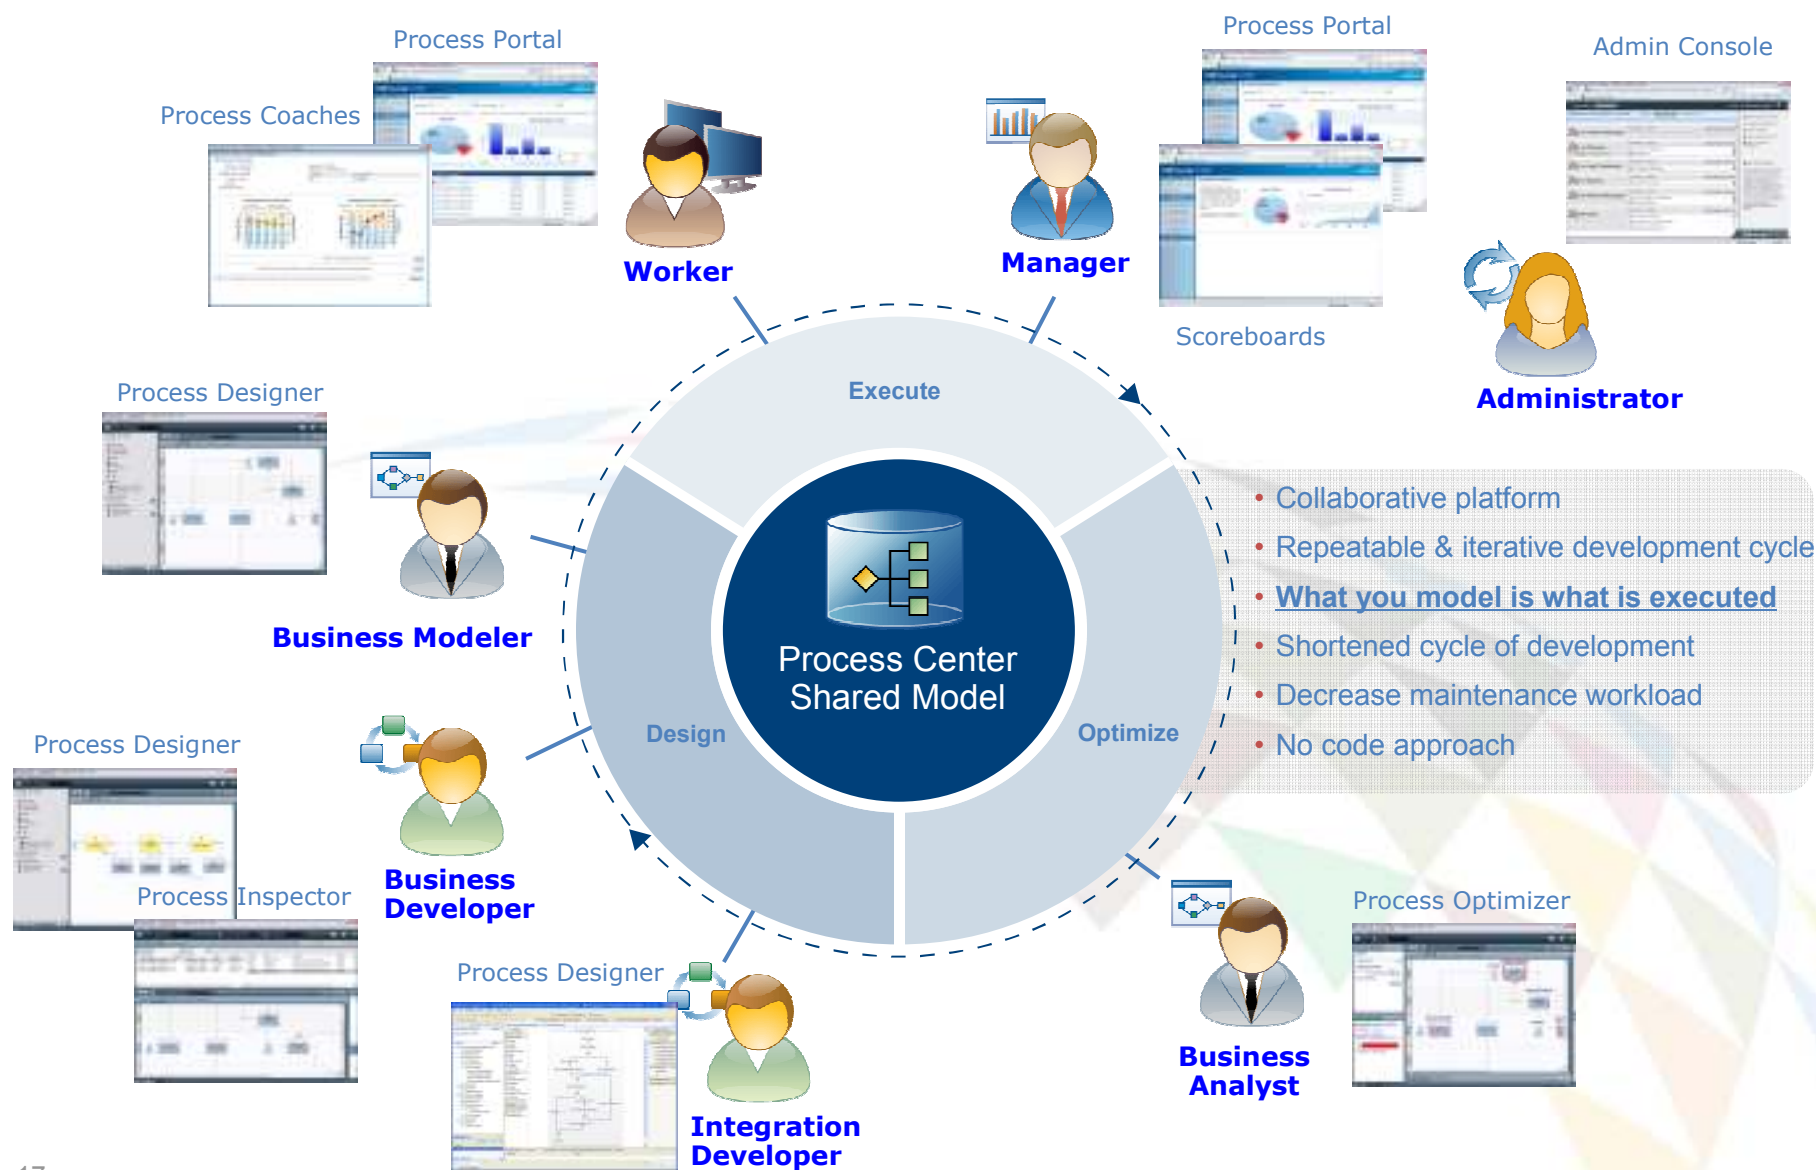 Process Portal
Process Portal
Admin Console
Process Coaches
Worker
Manager
Scoreboards
Administrator
Process Designer
Execute
Business Modeler
Process Center
Shared Model
Design
Optimize
• Collaborative platform
• Repeatable & iterative development cycle
• What you model is what is executed
• Shortened cycle of development
• Decrease maintenance workload
• No code approach
Process Designer
Process Inspector
Business
Developer
Process Designer
Integration
Developer
Process Optimizer
Business
Analyst